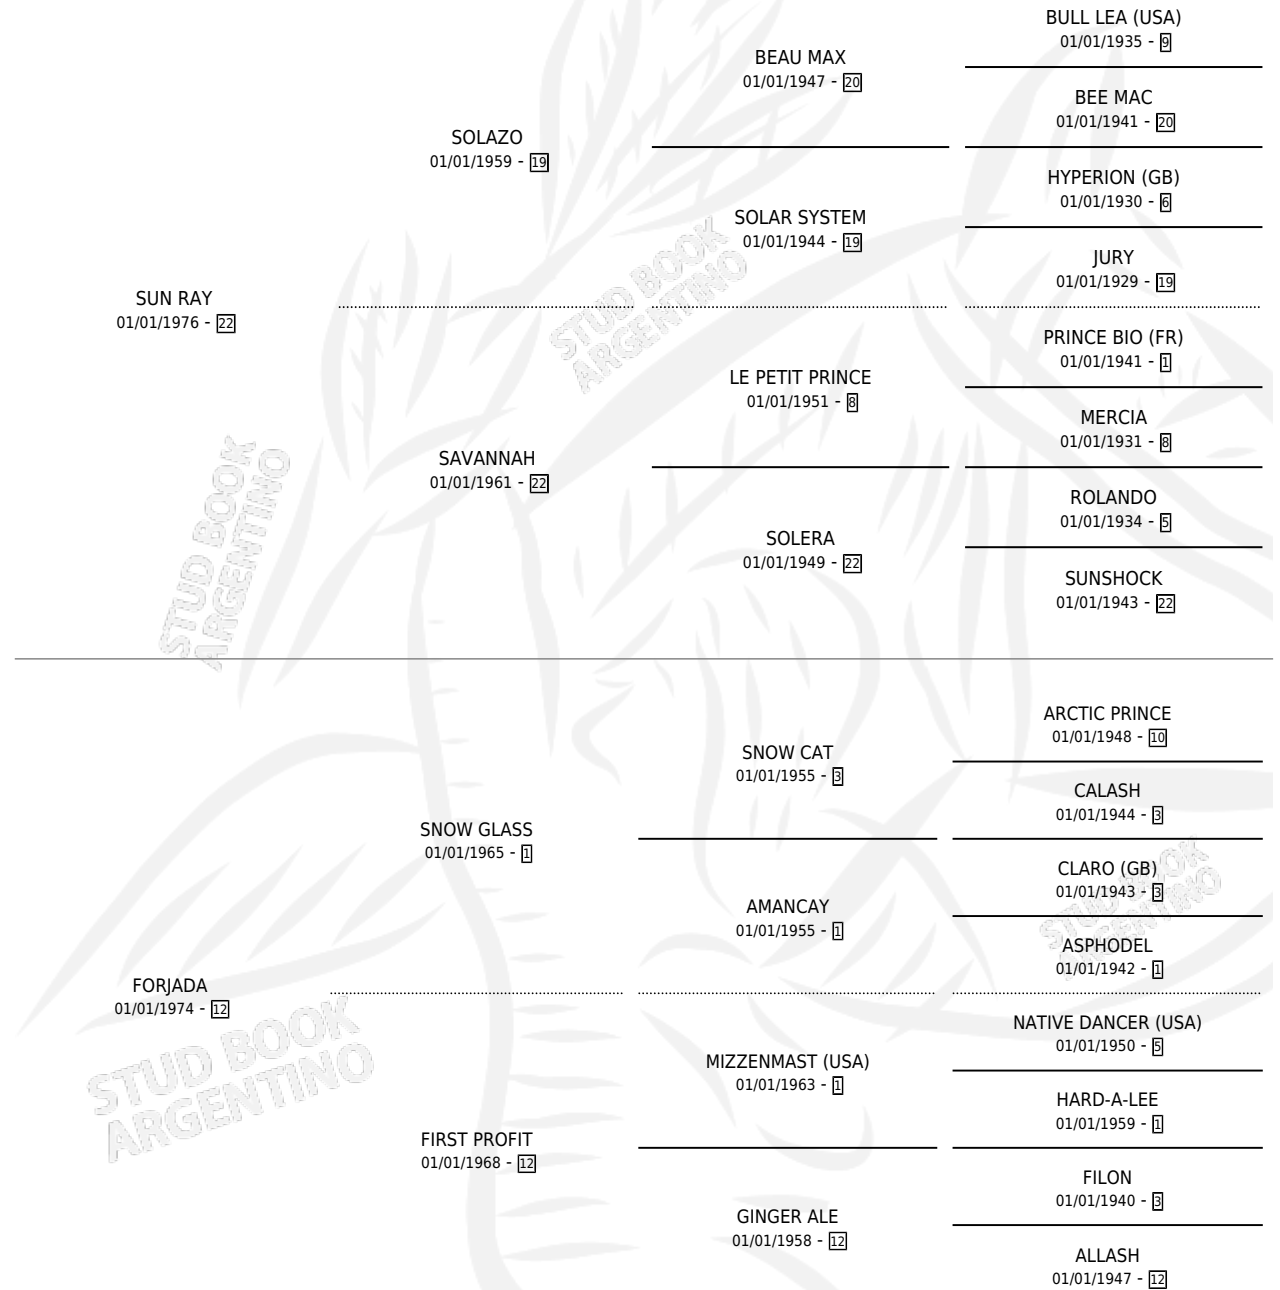 BULL LEA (USA)
01/01/1935 - 9
BEAU MAX
01/01/1947 - 20
BEE MAC
01/01/1941 - 20
SOLAZO
01/01/1959 - 19
HYPERION (GB)
01/01/1930 - 6
SOLAR SYSTEM
01/01/1944 - 19
JURY
01/01/1929 - 19
SUN RAY
01/01/1976 - 22
STUD BOOK
ARGENTINO
PRINCE BIO (FR)
01/01/1941 - 1
LE PETIT PRINCE
01/01/1951 - 8
MERCIA
01/01/1931 - 8
SAVANNAH
01/01/1961 - 22
ROLANDO
01/01/1934 - 5
SOLERA
01/01/1949 - 22
SUNSHOCK
01/01/1943 - 22
STUD BOOK
ARGENTINO
ARCTIC PRINCE
01/01/1948 - 10
SNOW CAT
01/01/1955 - 3
CALASH
01/01/1944 - 3
SNOW GLASS
01/01/1965 - 1
CLARO (GB)
01/01/1943 - 3
AMANCAY
01/01/1955 - 1
ASPHODEL
01/01/1942 - 1
STUD BOOK
ARGENTINO
FORJADA
01/01/1974 - 12
NATIVE DANCER (USA)
01/01/1950 - 5
MIZZENMAST (USA)
01/01/1963 - 1
HARD-A-LEE
01/01/1959 - 1
STUD BOOK
ARGENTINO
FIRST PROFIT
01/01/1968 - 12
FILON
01/01/1940 - 3
GINGER ALE
01/01/1958 - 12
ALLASH
01/01/1947 - 12